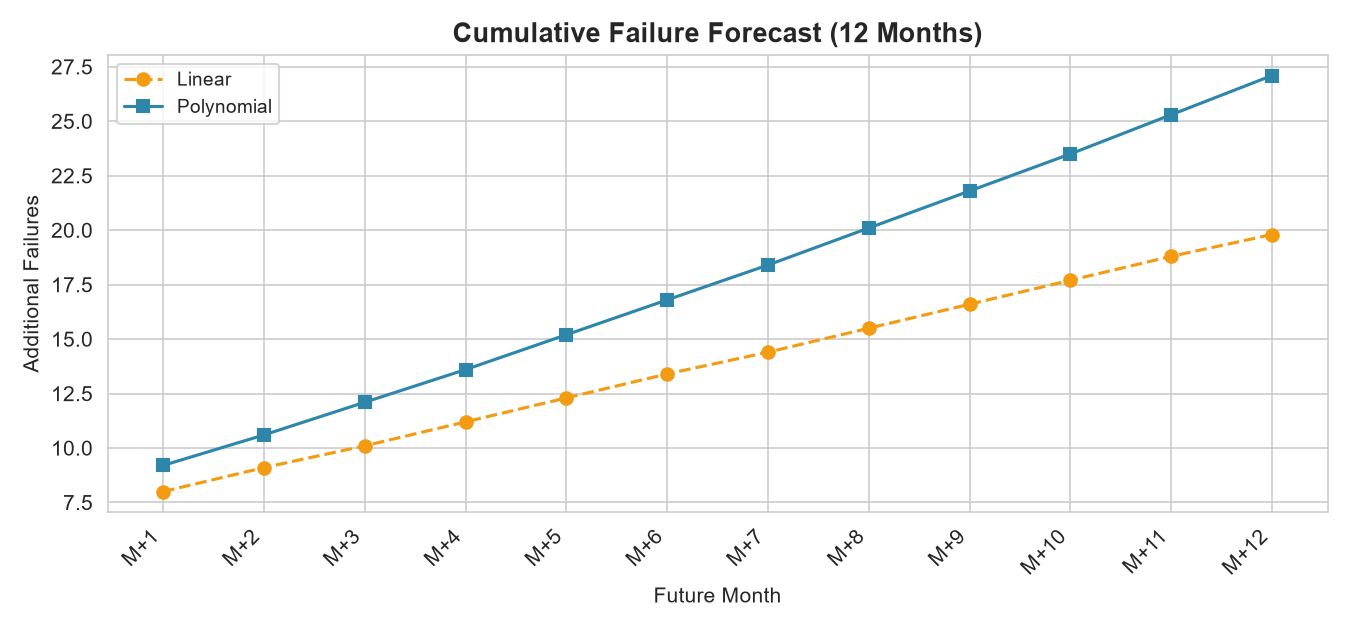 Cumulative Failure Forecast (12 Months)
Linear
Polynomial
27.5
25.0
22.5
20.0
17.5
15.0
12.5
10.0
7.5
Additional Failures
M+1
M+2
M+3
M+4
M+5
M+6
M+7
M+8
M+9
M+10
M+11
M+12
Future Month